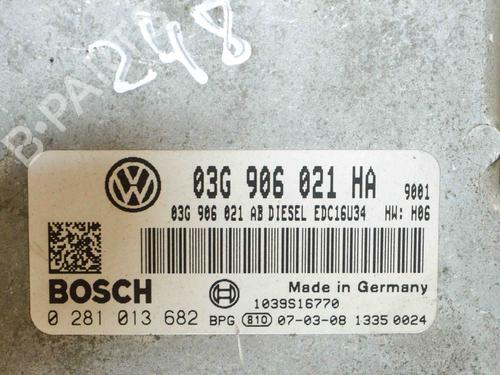 248
B-PARTS
VW
03G 906 021 HA 9001
03G 906 021 AB DIESEL EDC16U34 HW: H06
BOSCH
Made in Germany
1039S16770
0 281 013 682 BPG 810 07-03-08 1335 0024